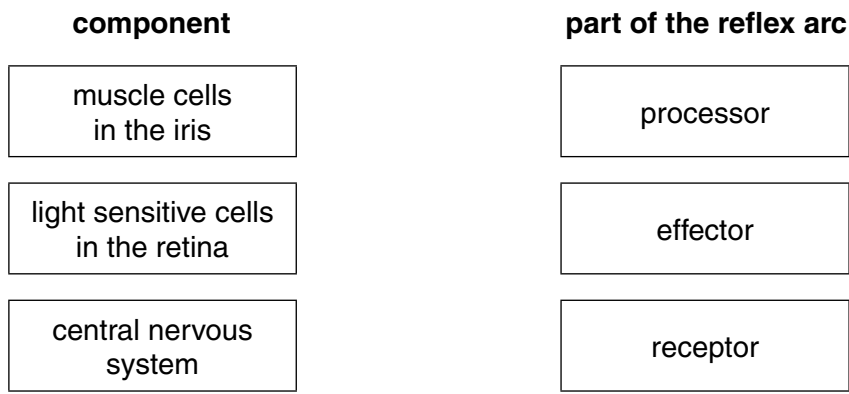 component
part of the reflex arc
muscle cells
in the iris
processor
light sensitive cells
in the retina
effector
central nervous
system
receptor